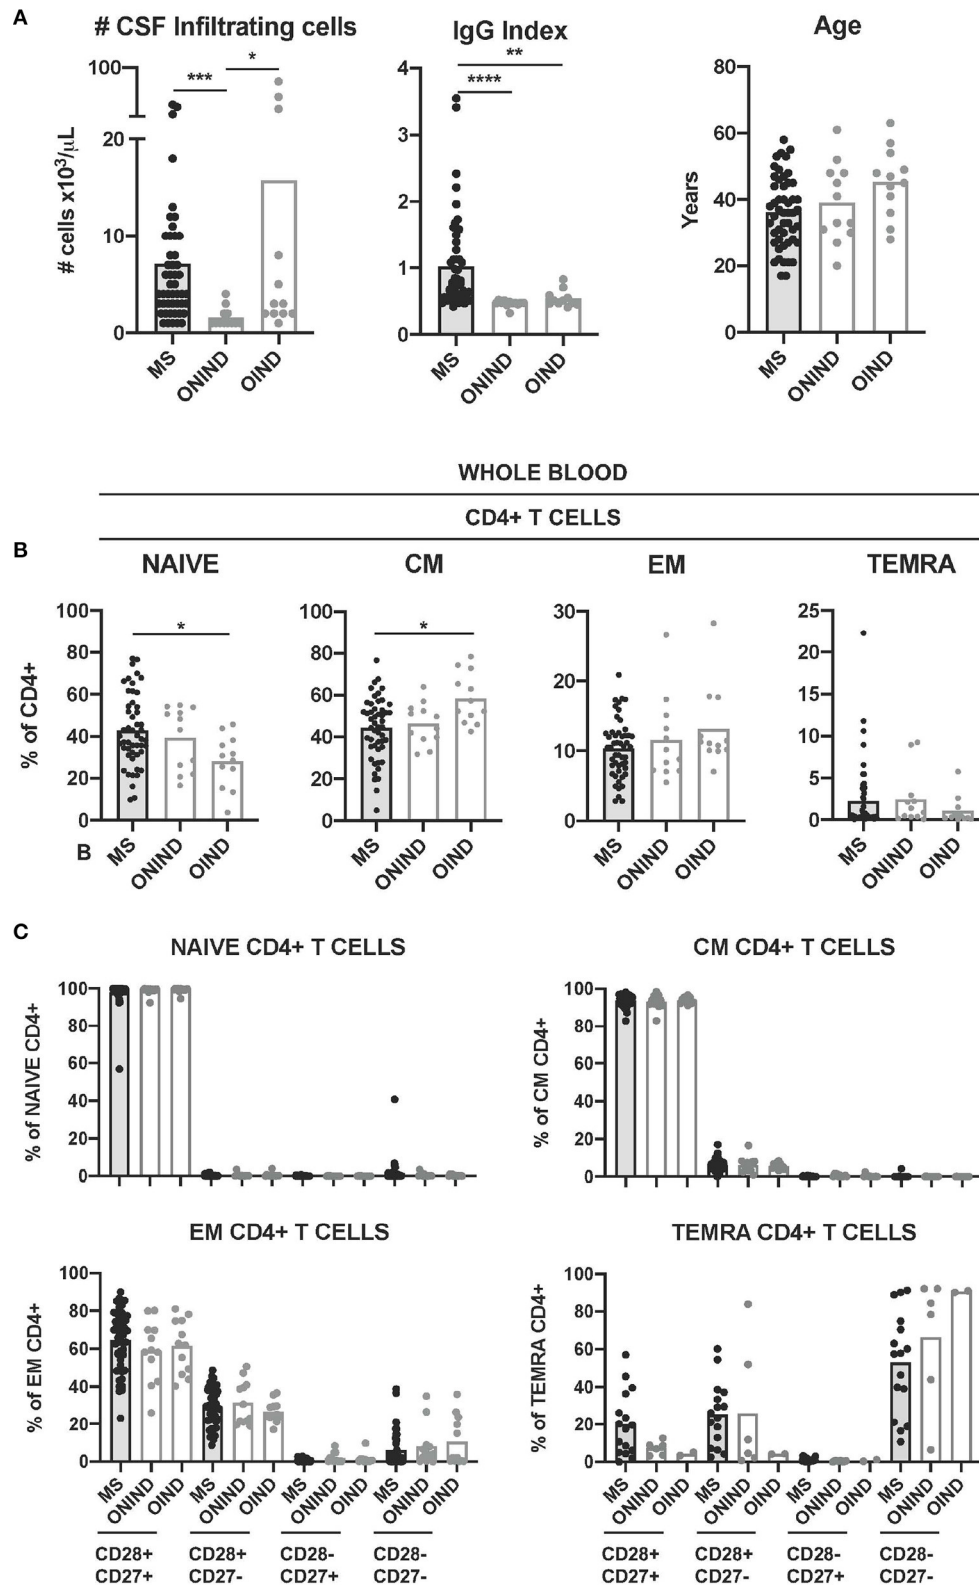 A
# CSF Infiltrating cells
IgG Index
Age
# cells x10³/μL
100
20
10
0
***
*
MS
ONIND
OIND
4
3
2
1
0
**
****
MS
ONIND
OIND
Years
80
60
40
20
0
MS
ONIND
OIND
WHOLE BLOOD
CD4+ T CELLS
B
NAIVE
CM
EM
TEMRA
% of CD4+
100
80
60
40
20
0
*
MS
ONIND
OIND
100
80
60
40
20
0
*
MS
ONIND
OIND
30
20
10
0
MS
ONIND
OIND
25
20
15
10
5
0
MS
ONIND
OIND
B
C
NAIVE CD4+ T CELLS
CM CD4+ T CELLS
% of NAIVE CD4+
100
80
60
40
20
0
% of CM CD4+
100
80
60
40
20
0
EM CD4+ T CELLS
TEMRA CD4+ T CELLS
% of EM CD4+
100
80
60
40
20
0
MS
ONIND
OIND
MS
ONIND
OIND
MS
ONIND
OIND
MS
ONIND
OIND
CD28+ CD28+ CD28- CD28-
CD27+ CD27- CD27+ CD27-
% of TEMRA CD4+
100
80
60
40
20
0
MS
ONIND
OIND
MS
ONIND
OIND
MS
ONIND
OIND
MS
ONIND
OIND
CD28+ CD28+ CD28- CD28-
CD27+ CD27- CD27+ CD27-